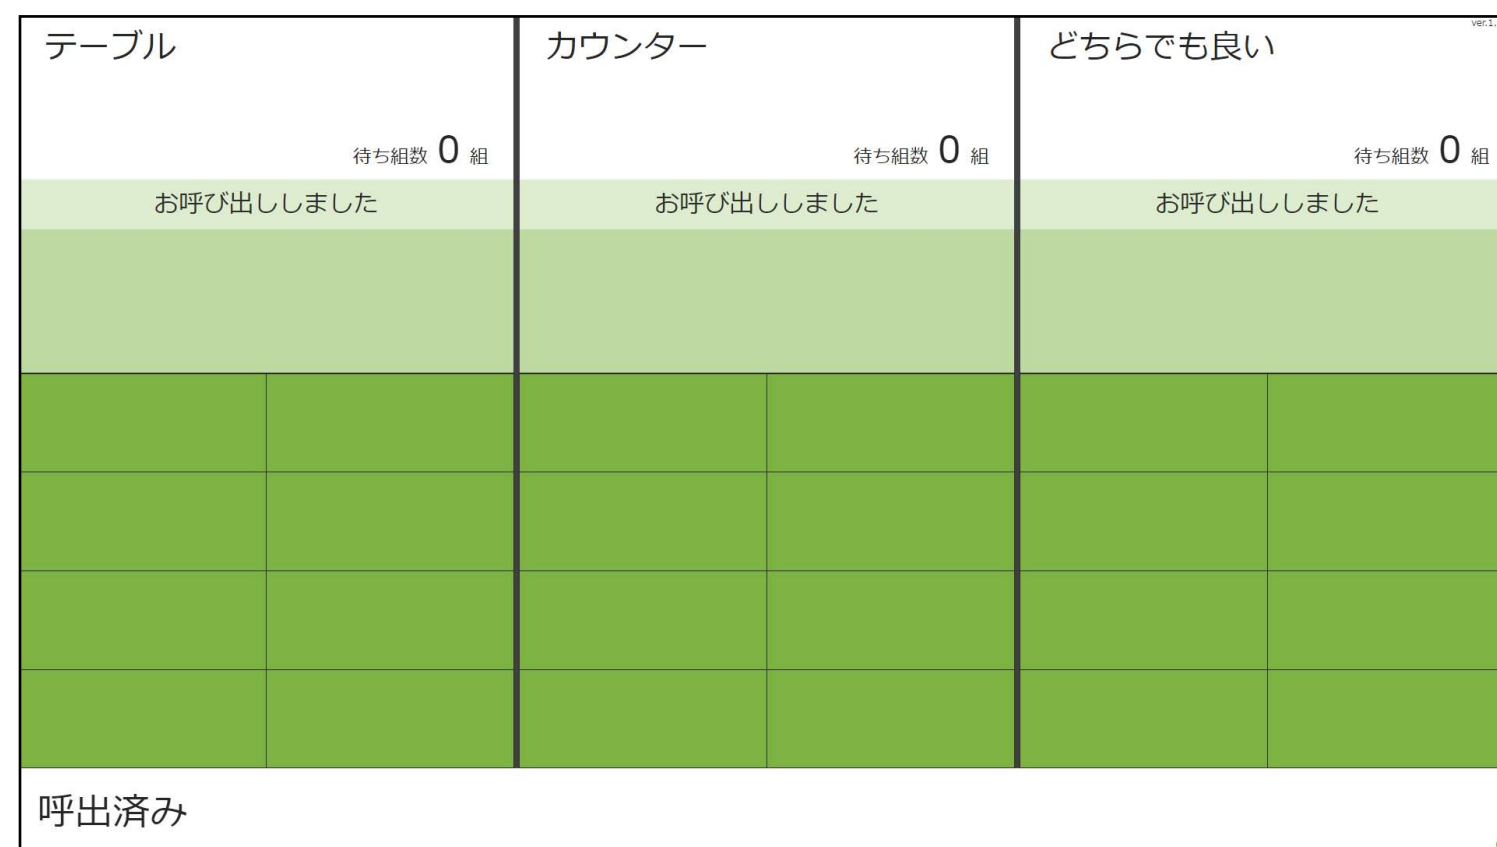 テーブル
待ち組数 0 組
お呼び出ししました
カウンター
待ち組数 0 組
お呼び出ししました
ver.1.
どちらでも良い
待ち組数 0 組
お呼び出ししました
呼出済み